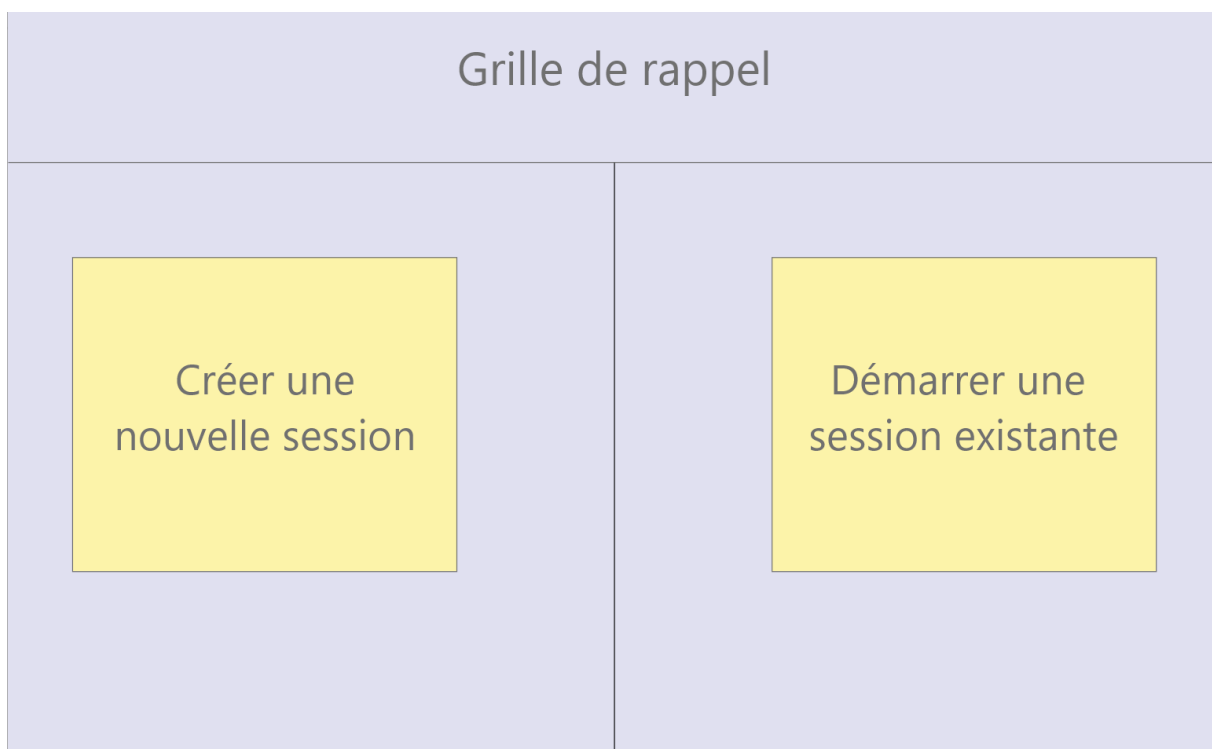 Grille de rappel
Créer une
nouvelle session
Démarrer une
session existante